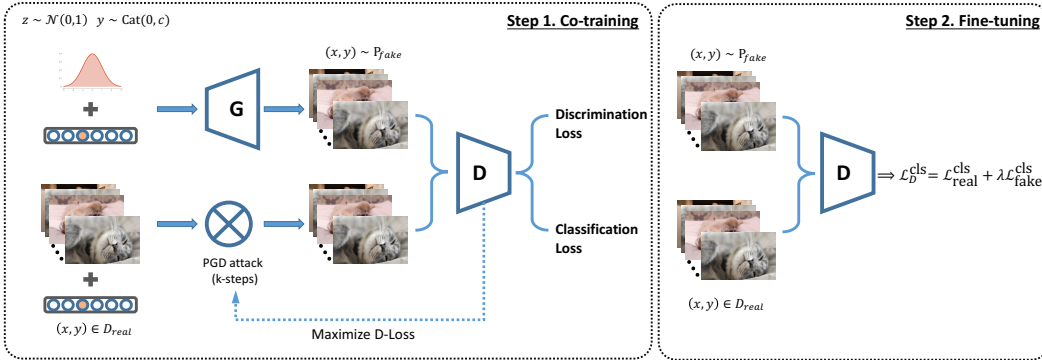 z ~ 𝒩(0,1) y ~ Cat(0, c)
Step 1. Co-training
(x, y) ~ P_fake
G
D
Discrimination
Loss
Classification
Loss
PGD attack
(k-steps)
(x, y) ∈ D_real
Maximize D-Loss
Step 2. Fine-tuning
(x, y) ~ P_fake
D
⟹ ℒ_D^cls = ℒ_real^cls + λℒ_fake^cls
(x, y) ∈ D_real